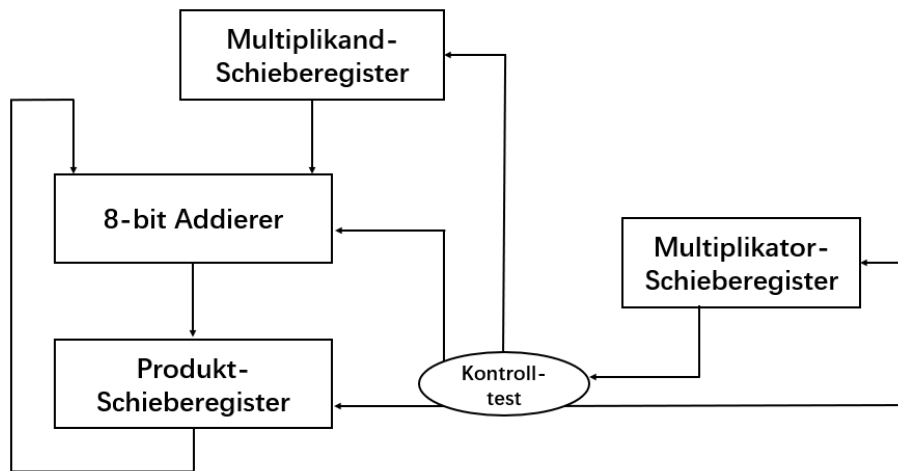 Multiplikand-
Schieberegister
8-bit Addierer
Multiplikator-
Schieberegister
Produkt-
Schieberegister
Kontroll-
test